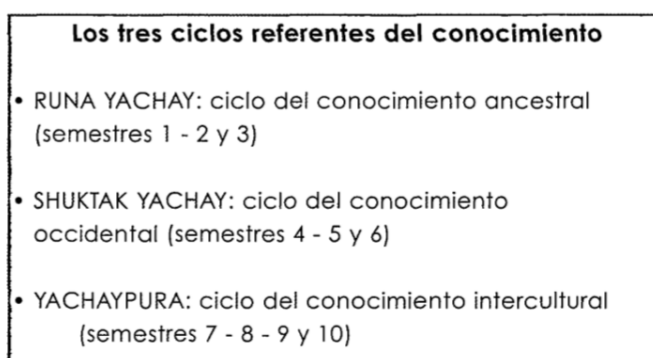 Los tres ciclos referentes del conocimiento
• RUNA YACHAY: ciclo del conocimiento ancestral
(semestres 1 - 2 y 3)
• SHUKTAK YACHAY: ciclo del conocimiento
occidental (semestres 4 - 5 y 6)
• YACHAYPURA: ciclo del conocimiento intercultural
(semestres 7 - 8 - 9 y 10)